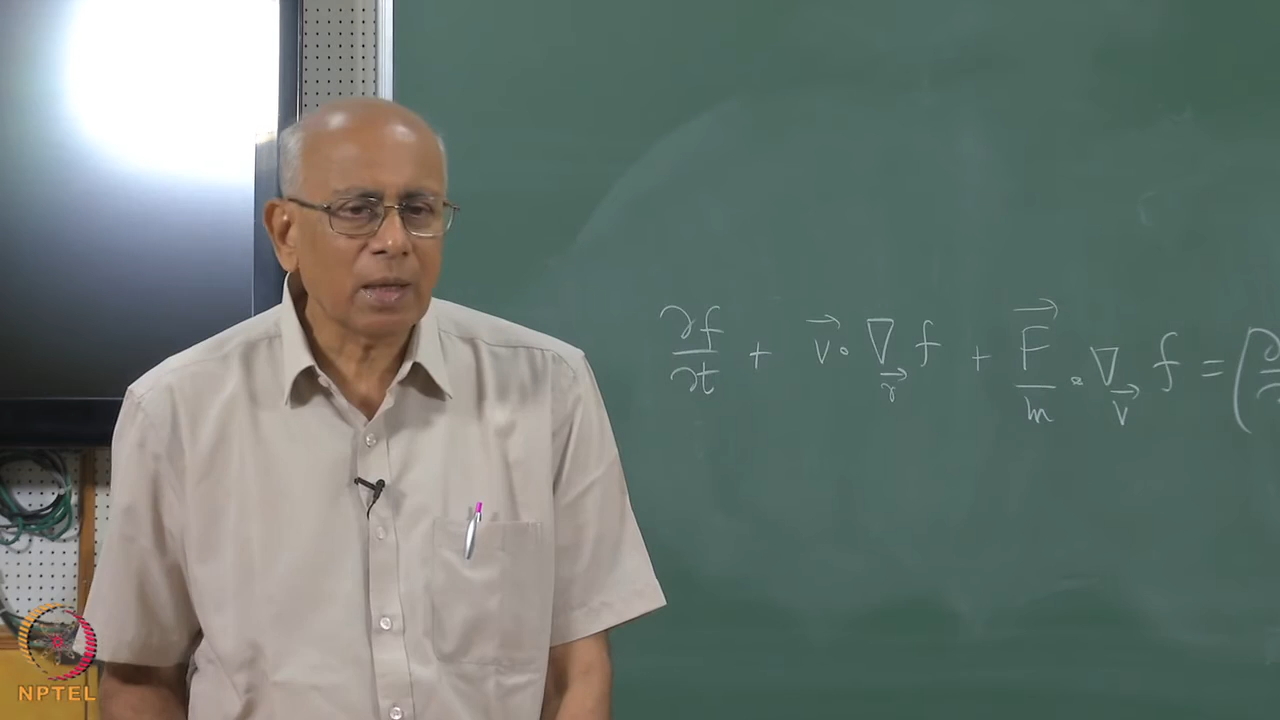 ∂f/∂t + v⃗ · ∇_r⃗ f + F⃗/m · ∇_v⃗ f = (∂
NPTEL